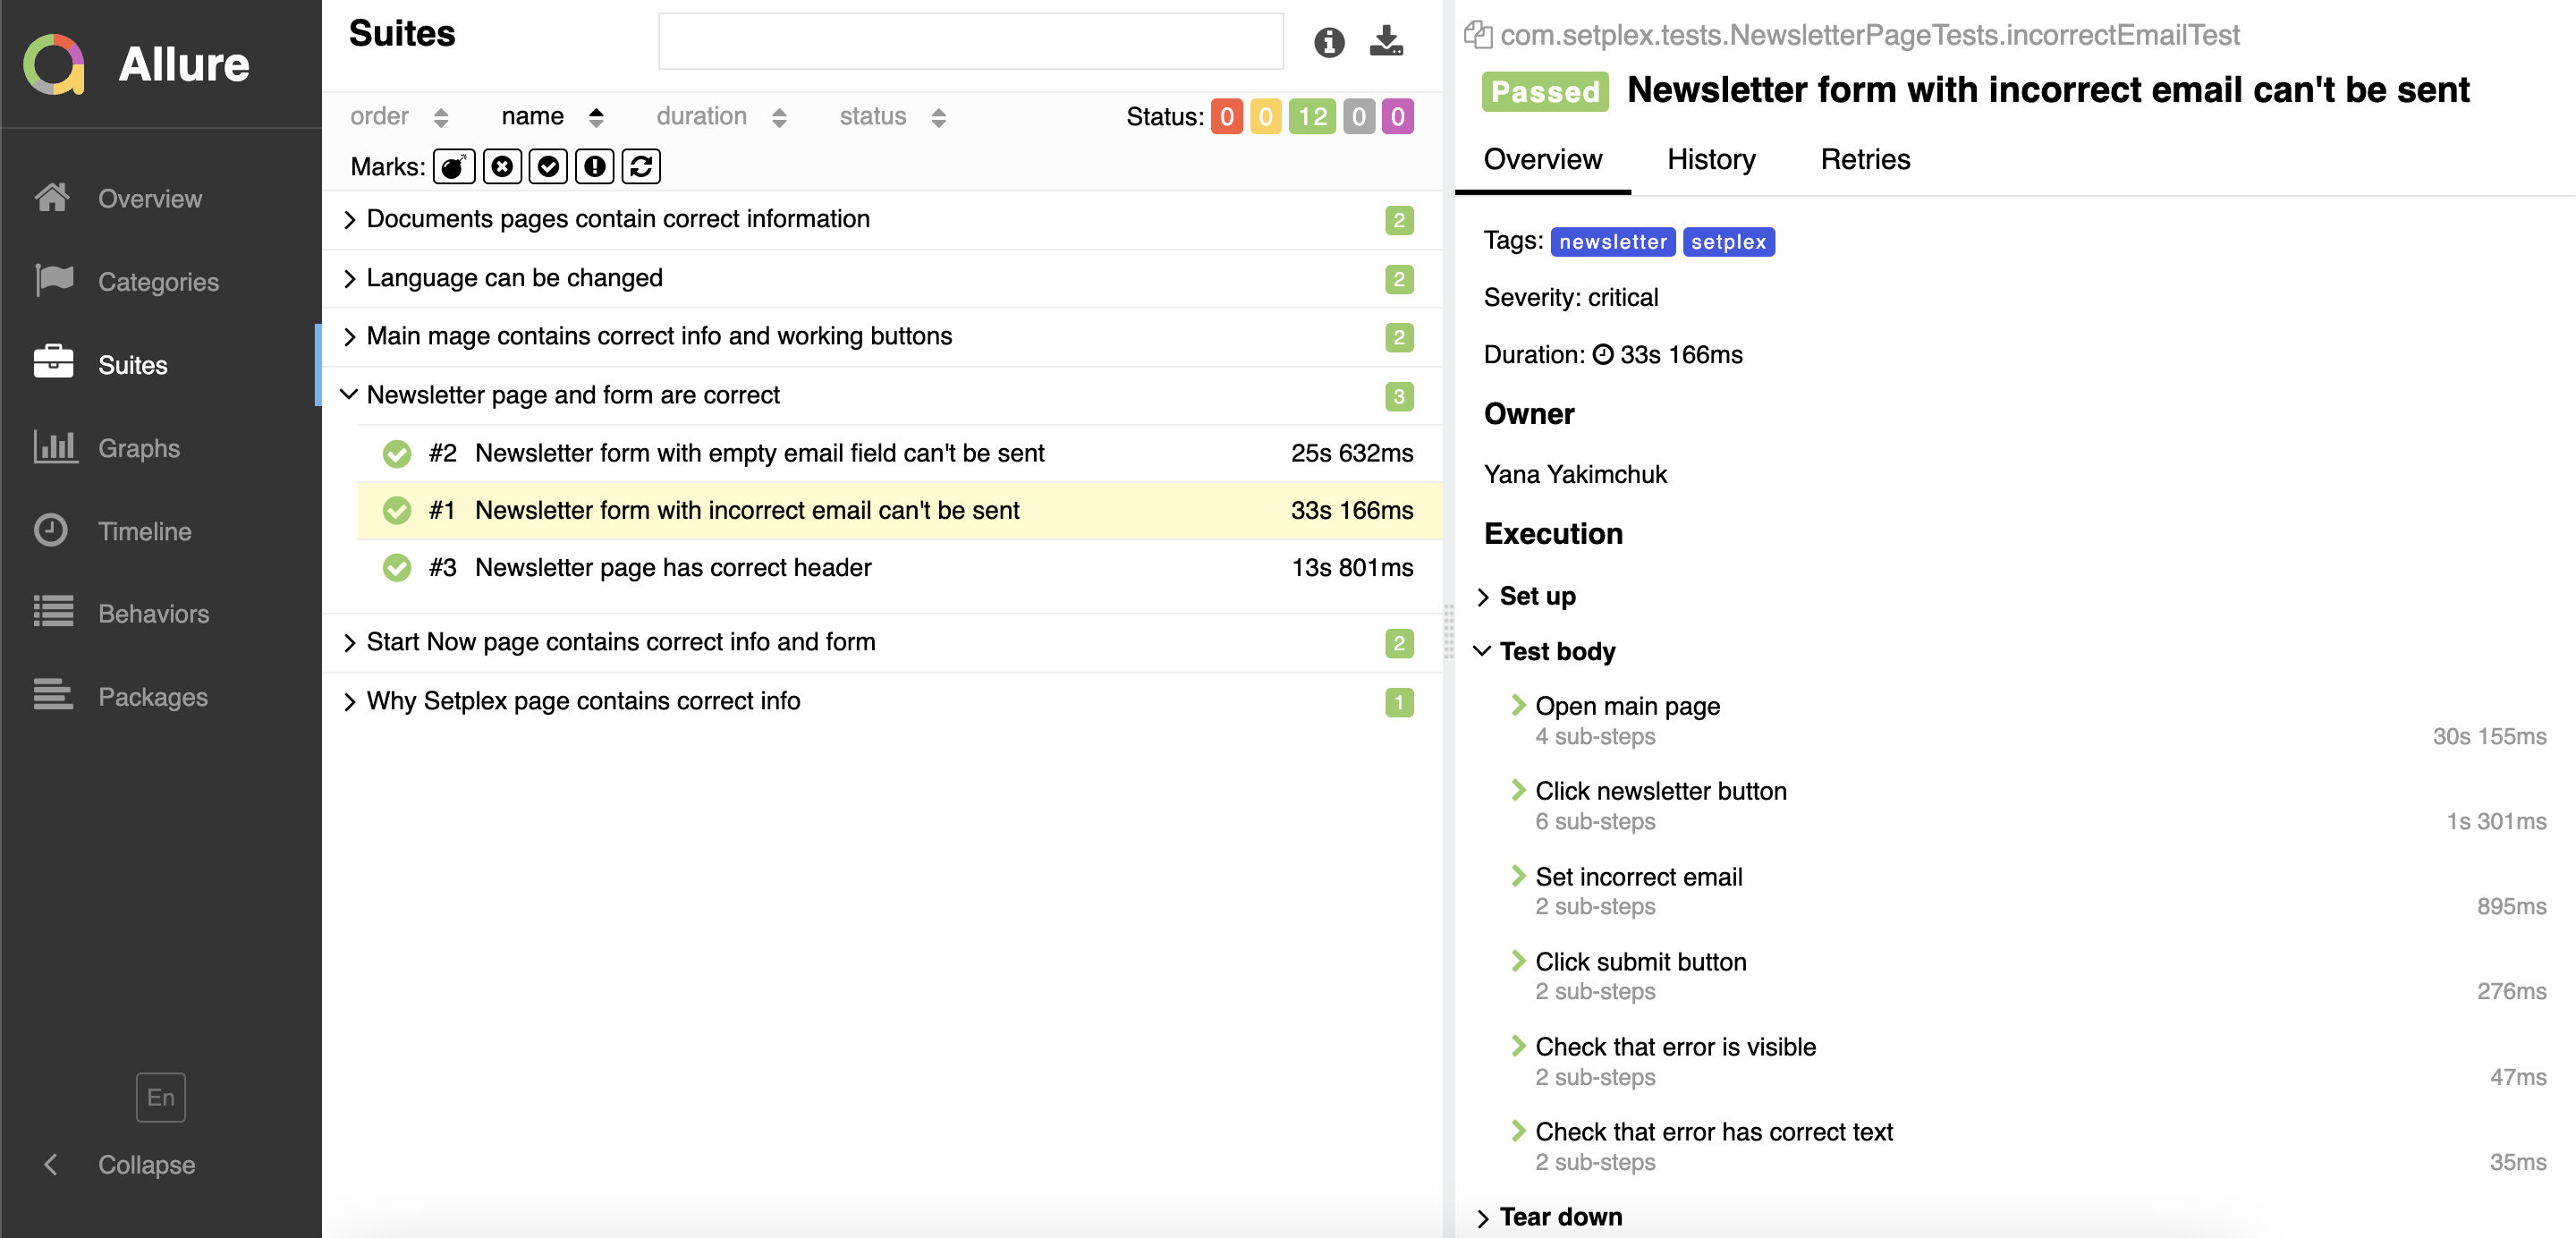 Allure
Overview
Categories
Suites
Graphs
Timeline
Behaviors
Packages
En
Collapse
Suites
order name duration status Status: 0 0 12 0 0
Marks:
Documents pages contain correct information 2
Language can be changed 2
Main mage contains correct info and working buttons 2
Newsletter page and form are correct 3
#2 Newsletter form with empty email field can't be sent 25s 632ms
#1 Newsletter form with incorrect email can't be sent 33s 166ms
#3 Newsletter page has correct header 13s 801ms
Start Now page contains correct info and form 2
Why Setplex page contains correct info 1
com.setplex.tests.NewsletterPageTests.incorrectEmailTest
Passed Newsletter form with incorrect email can't be sent
Overview History Retries
Tags: newsletter setplex
Severity: critical
Duration: 33s 166ms
Owner
Yana Yakimchuk
Execution
Set up
Test body
Open main page
4 sub-steps 30s 155ms
Click newsletter button
6 sub-steps 1s 301ms
Set incorrect email
2 sub-steps 895ms
Click submit button
2 sub-steps 276ms
Check that error is visible
2 sub-steps 47ms
Check that error has correct text
2 sub-steps 35ms
Tear down